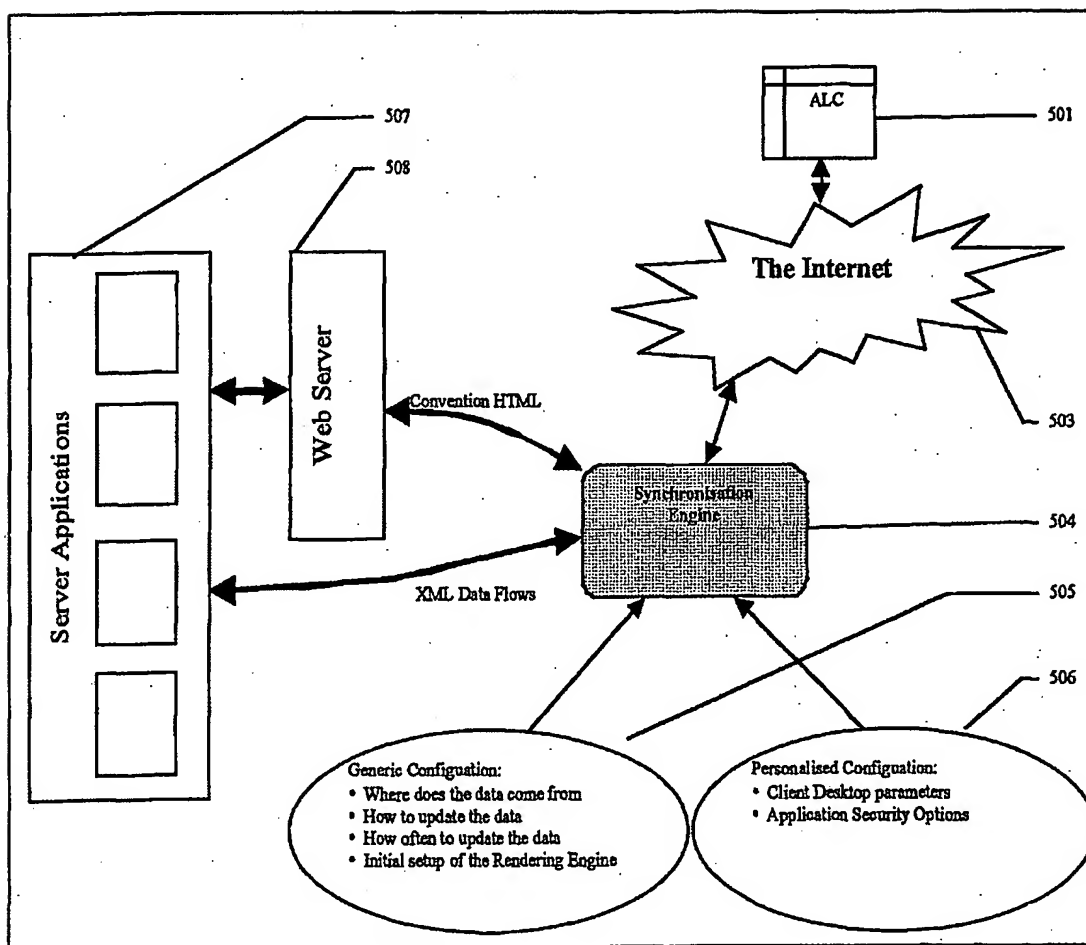 507
508
ALC
501
The Internet
503
Server Applications
Web Server
Convention HTML
Synchronisation
Engine
504
XML Data Flows
505
506
Generic Configuation:
• Where does the data come from
• How to update the data
• How often to update the data
• Initial setup of the Rendering Engine
Personalised Configuation:
• Client Desktop parameters
• Application Security Options